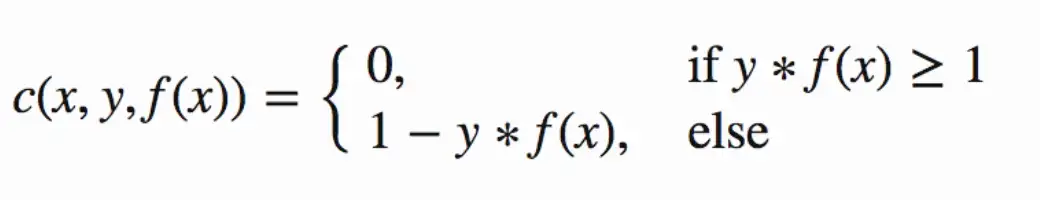 c(x, y, f(x)) = { 0, if y * f(x) ≥ 1
1 − y * f(x), else